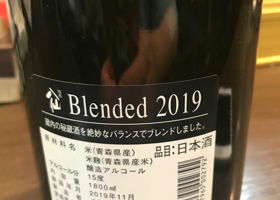 Blended 2019
蔵内の秘蔵酒を絶妙なバランスでブレンドしました。
原材料名 米(青森県産) 品目:日本酒
米麹(青森県産米)
醸造アルコール
アルコール分 15度
1800㎖
2019年11月